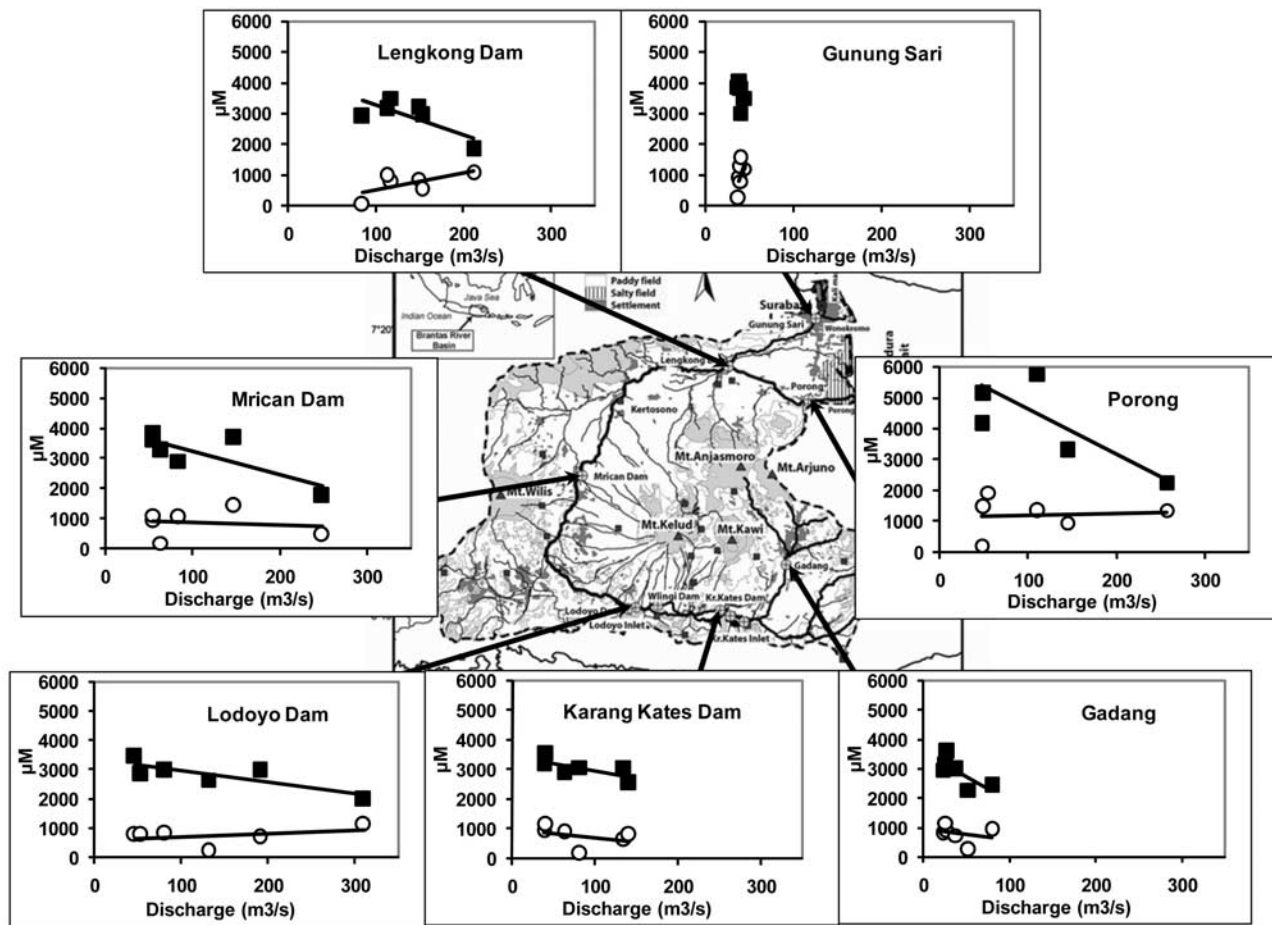 Lengkong Dam
6000
5000
4000
3000
2000
1000
0
µM
0 100 200 300
Discharge (m3/s)
Gunung Sari
6000
5000
4000
3000
2000
1000
0
µM
0 100 200 300
Discharge (m3/s)
Paddy field
Salty field
Settlement
Java Sea
Indian Ocean
Brantas River
Basin
7°20'
Gunung Sari
Wonokromo
Lengkong
Porong
Kertosono
Mt.Anjasmoro
Mt.Arjuno
Mrican Dam
Mt.Wilis
Mt.Kelud
Mt.Kawi
Gadang
Wlingi Dam
Kr.Kates Dam
Lodoyo
Lodoyo Inlet
Kr.Kates Inlet
Mrican Dam
6000
5000
4000
3000
2000
1000
0
µM
0 100 200 300
Discharge (m3/s)
Porong
6000
5000
4000
3000
2000
1000
0
µM
0 100 200 300
Discharge (m3/s)
Lodoyo Dam
6000
5000
4000
3000
2000
1000
0
µM
0 100 200 300
Discharge (m3/s)
Karang Kates Dam
6000
5000
4000
3000
2000
1000
0
µM
0 100 200 300
Discharge (m3/s)
Gadang
6000
5000
4000
3000
2000
1000
0
µM
0 100 200 300
Discharge (m3/s)